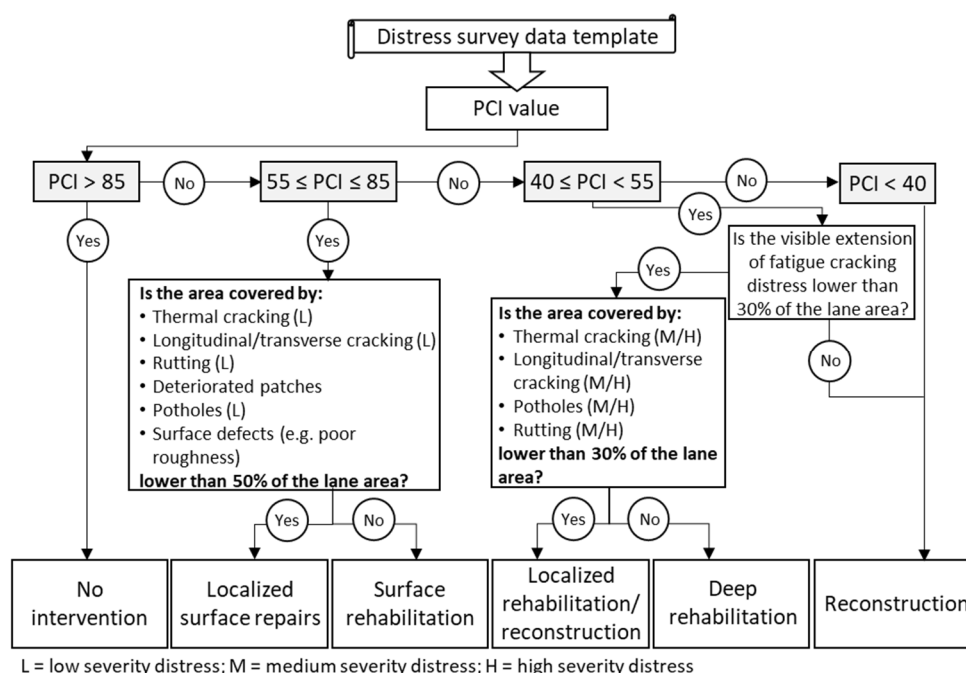 Distress survey data template
PCI value
PCI > 85
No
55 ≤ PCI ≤ 85
No
40 ≤ PCI < 55
No
PCI < 40
Yes
Yes
Yes
Is the visible extension
of fatigue cracking
distress lower than
30% of the lane area?
Yes
No
Is the area covered by:
• Thermal cracking (L)
• Longitudinal/transverse cracking (L)
• Rutting (L)
• Deteriorated patches
• Potholes (L)
• Surface defects (e.g. poor
roughness)
lower than 50% of the lane area?
Is the area covered by:
• Thermal cracking (M/H)
• Longitudinal/transverse
cracking (M/H)
• Potholes (M/H)
• Rutting (M/H)
lower than 30% of the lane
area?
Yes
No
Yes
No
No
intervention
Localized
surface repairs
Surface
rehabilitation
Localized
rehabilitation/
reconstruction
Deep
rehabilitation
Reconstruction
L = low severity distress; M = medium severity distress; H = high severity distress